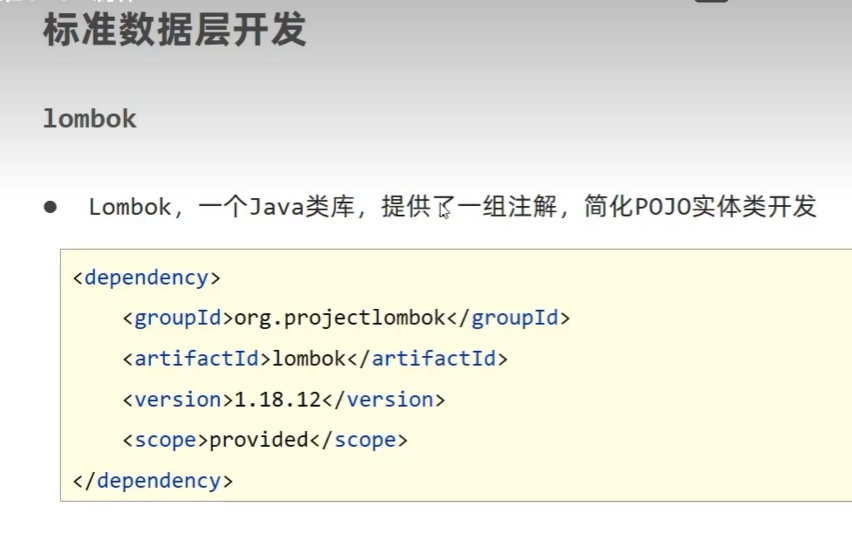 标准数据层开发
lombok
● Lombok，一个Java类库，提供了一组注解，简化POJO实体类开发
<dependency>
    <groupId>org.projectlombok</groupId>
    <artifactId>lombok</artifactId>
    <version>1.18.12</version>
    <scope>provided</scope>
</dependency>